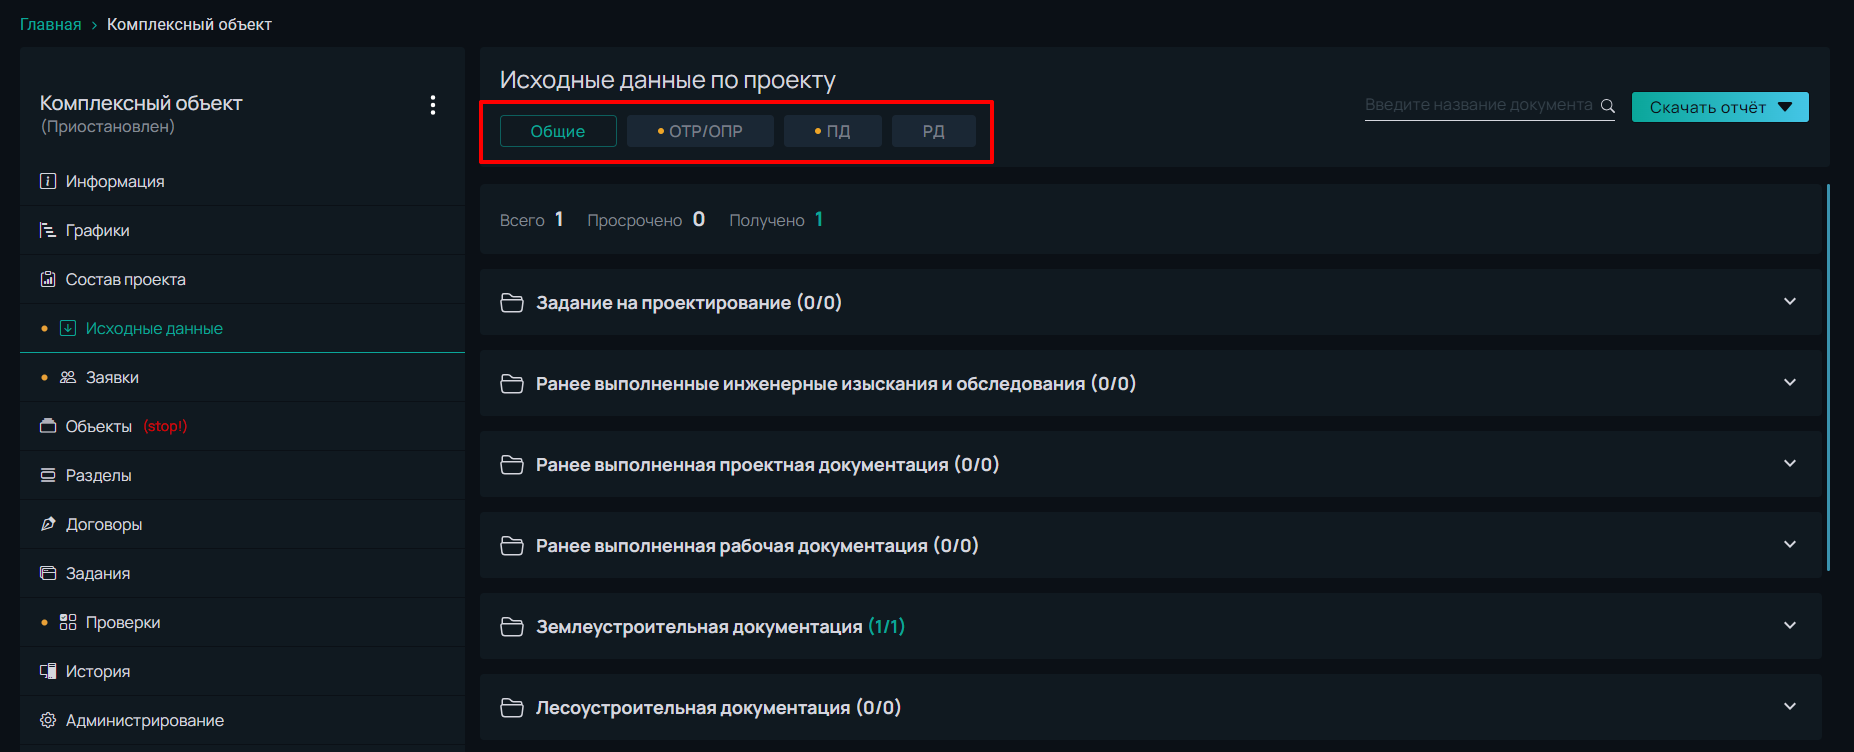 Главная › Комплексный объект
Комплексный объект
(Приостановлен)
Информация
Графики
Состав проекта
Исходные данные
Заявки
Объекты (stop!)
Разделы
Договоры
Задания
Проверки
История
Администрирование
Исходные данные по проекту
Введите название документа
Скачать отчёт
Общие
ОТР/ОПР
ПД
РД
Всего 1 Просрочено 0 Получено 1
Задание на проектирование (0/0)
Ранее выполненные инженерные изыскания и обследования (0/0)
Ранее выполненная проектная документация (0/0)
Ранее выполненная рабочая документация (0/0)
Землеустроительная документация (1/1)
Лесоустроительная документация (0/0)